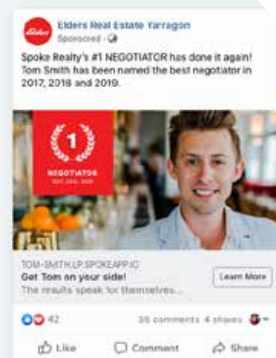 Elders
Elders Real Estate Yarragon
Sponsored ·
Spoke Realty's #1 NEGOTIATOR has done it again!
Tom Smith has been named the best negotiator in
2017, 2018 and 2019.
1
NEGOTIATOR
TOM-SMITH.LP.SPOKEAPP.IO
Get Tom on your side!
The results speak for themselves...
Learn More
42
36 comments 4 shares
Like
Comment
Share